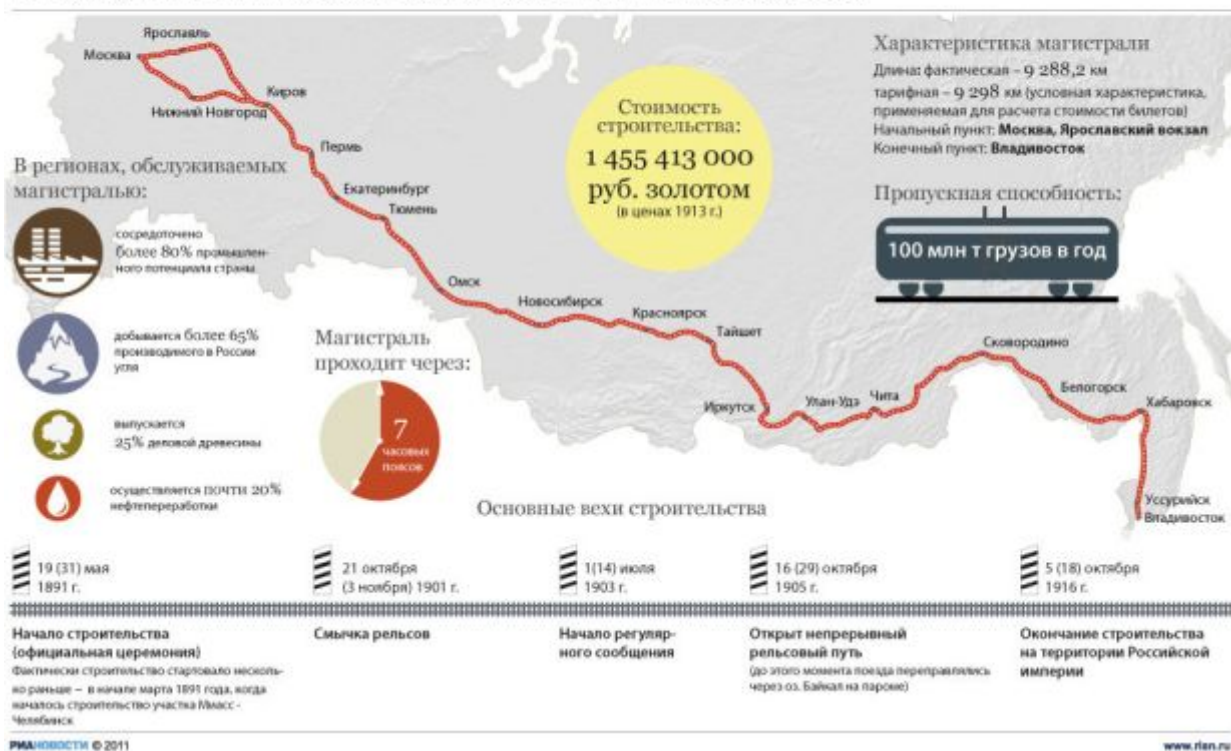 Ярославль
Москва
Киров
Нижний Новгород
Пермь
Екатеринбург
Тюмень
Омск
Новосибирск
Красноярск
Тайшет
Иркутск
Улан-Удэ
Чита
Сковородино
Белогорск
Хабаровск
Уссурийск
Владивосток
Характеристика магистрали
Длина: фактическая – 9 288,2 км
тарифная – 9 298 км (условная характеристика,
применяемая для расчета стоимости билетов)
Начальный пункт: Москва, Ярославский вокзал
Конечный пункт: Владивосток
Стоимость
строительства:
1 455 413 000
руб. золотом
(в ценах 1913 г.)
Пропускная способность:
100 млн т грузов в год
В регионах, обслуживаемых
магистралью:
сосредоточено
более 80% промышлен-
ного потенциала страны
добывается более 65%
производимого в России
угля
выпускается
25% деловой древесины
осуществляется почти 20%
нефтепереработки
Магистраль
проходит через:
7
часовых
поясов
Основные вехи строительства
19 (31) мая
1891 г.
Начало строительства
(официальная церемония)
Фактически строительство стартовало несколь-
ко раньше – в начале марта 1891 года, когда
началось строительство участка Миасс -
Челябинск
21 октября
(3 ноября) 1901 г.
Смычка рельсов
1(14) июля
1903 г.
Начало регуляр-
ного сообщения
16 (29) октября
1905 г.
Открыт непрерывный
рельсовый путь
(до этого момента поезда переправлялись
через оз. Байкал на пароме)
5 (18) октября
1916 г.
Окончание строительства
на территории Российской
империи
РИАНОВОСТИ © 2011
www.rian.ru